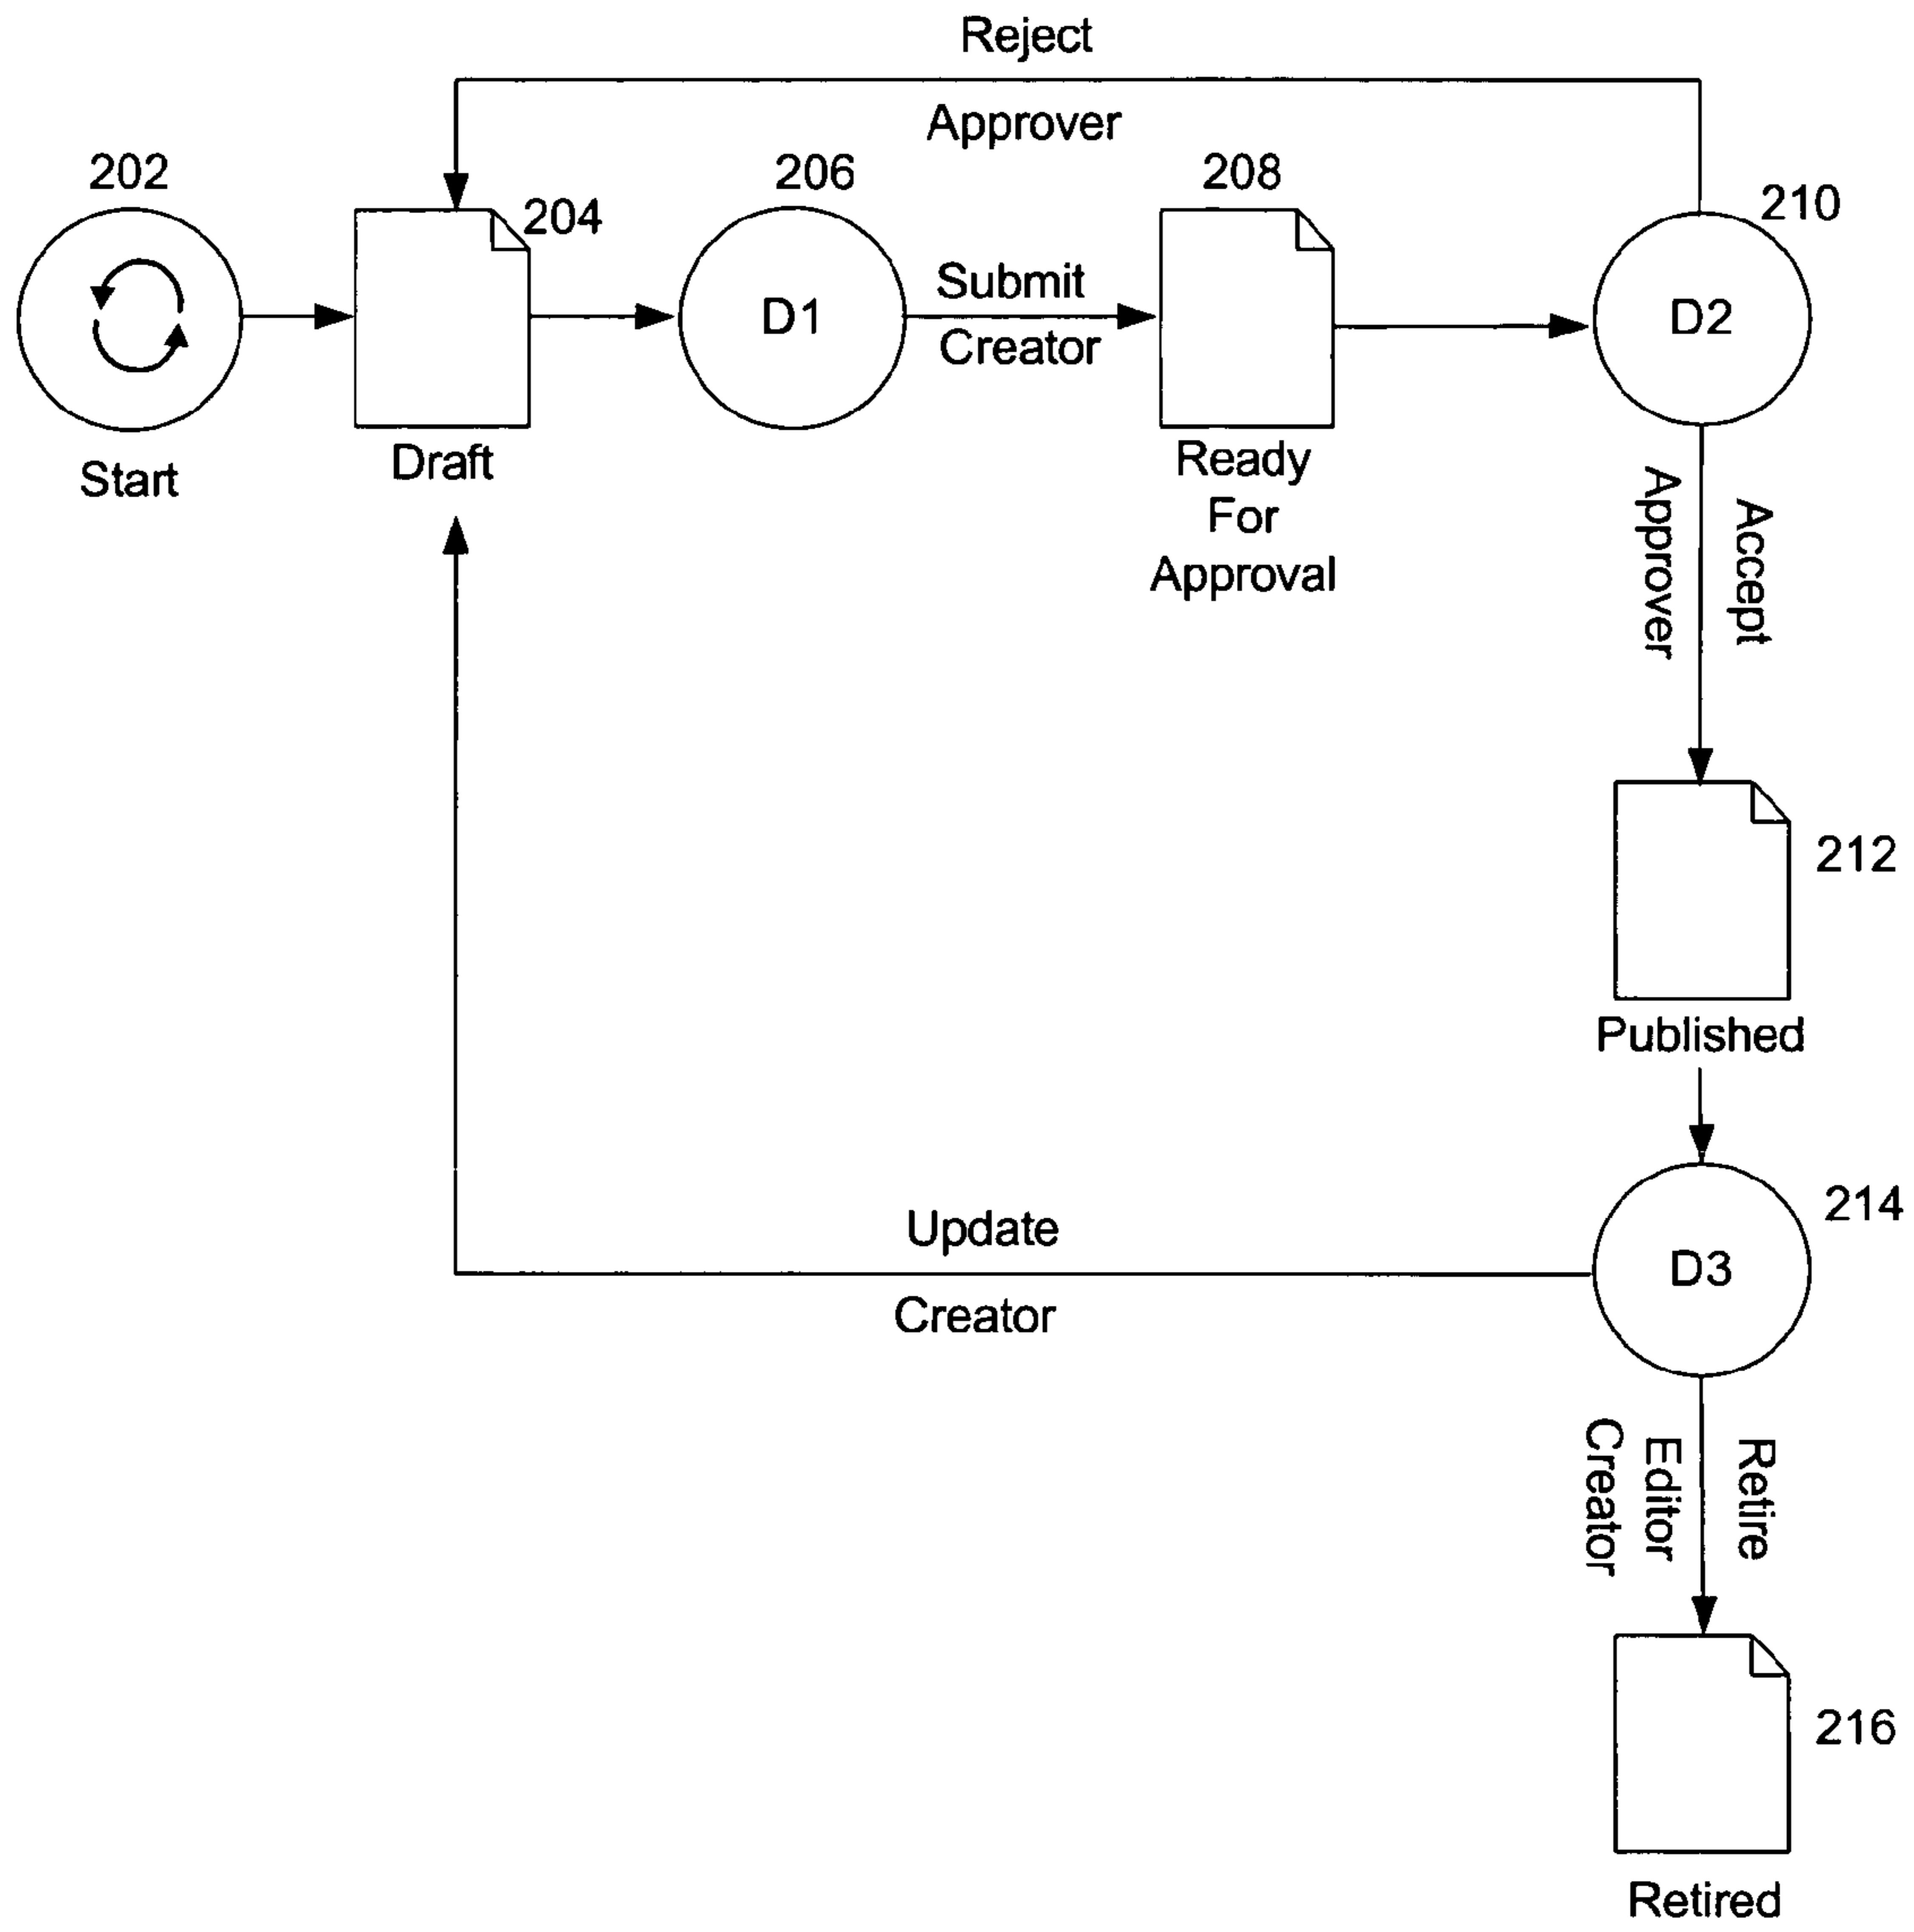 Reject
Approver
202
204
206
208
210
D1
Submit
Creator
D2
Start
Draft
Ready
For
Approval
Accept
Approver
212
Published
214
D3
Update
Creator
Retire
Editor
Creator
216
Retired